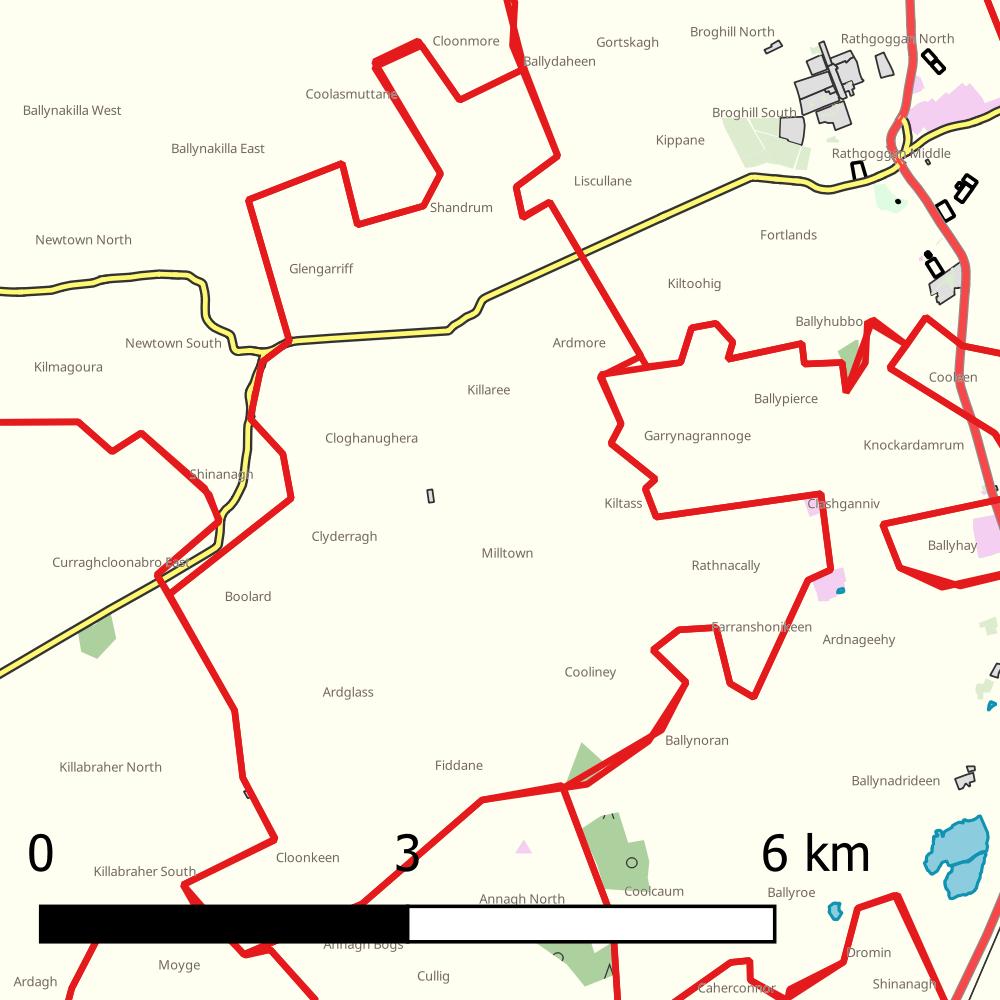 Cloonmore
Gortskagh
Broghill North
Rathgoggan North
Ballydaheen
Coolasmuttane
Ballynakilla West
Broghill South
Kippane
Ballynakilla East
Rathgoggan Middle
Liscullane
Shandrum
Newtown North
Fortlands
Glengarriff
Kiltoohig
Ballyhubbo
Newtown South
Ardmore
Kilmagoura
Cooleen
Killaree
Ballypierce
Cloghanughera
Garrynagrannoge
Knockardamrum
Shinanagh
Kiltass
Clashganniv
Clyderragh
Ballyhay
Milltown
Curraghcloonabro East
Rathnacally
Boolard
Farranshonikeen
Ardnageehy
Cooliney
Ardglass
Ballynoran
Killabraher North
Fiddane
Ballynadrideen
0 3 6 km
Cloonkeen
Killabraher South
Coolcaum
Ballyroe
Annagh North
Annagh Bogs
Dromin
Moyge
Cullig
Ardagh
Caherconnor
Shinanagh